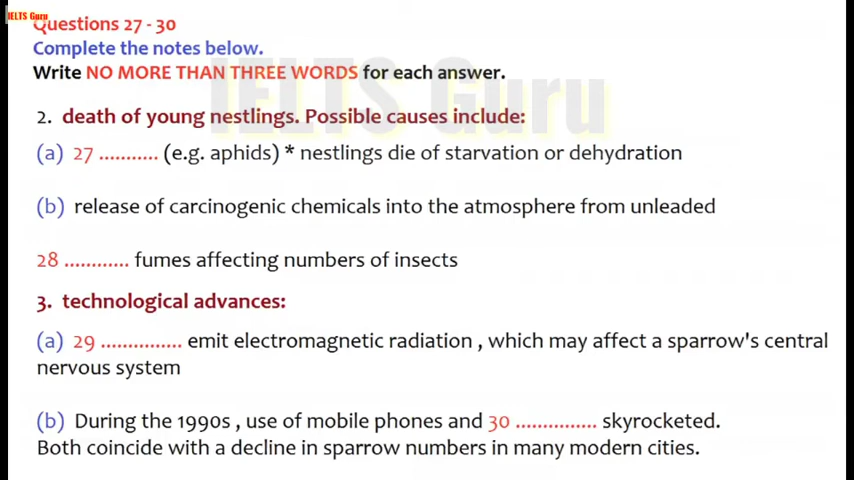 IELTS Guru
Questions 27 - 30
Complete the notes below.
Write NO MORE THAN THREE WORDS for each answer.
IELTS Guru
2. death of young nestlings. Possible causes include:
(a) 27 ........... (e.g. aphids) * nestlings die of starvation or dehydration
(b) release of carcinogenic chemicals into the atmosphere from unleaded
28 ............ fumes affecting numbers of insects
3. technological advances:
(a) 29 ............... emit electromagnetic radiation , which may affect a sparrow's central
nervous system
(b) During the 1990s , use of mobile phones and 30 ............... skyrocketed.
Both coincide with a decline in sparrow numbers in many modern cities.